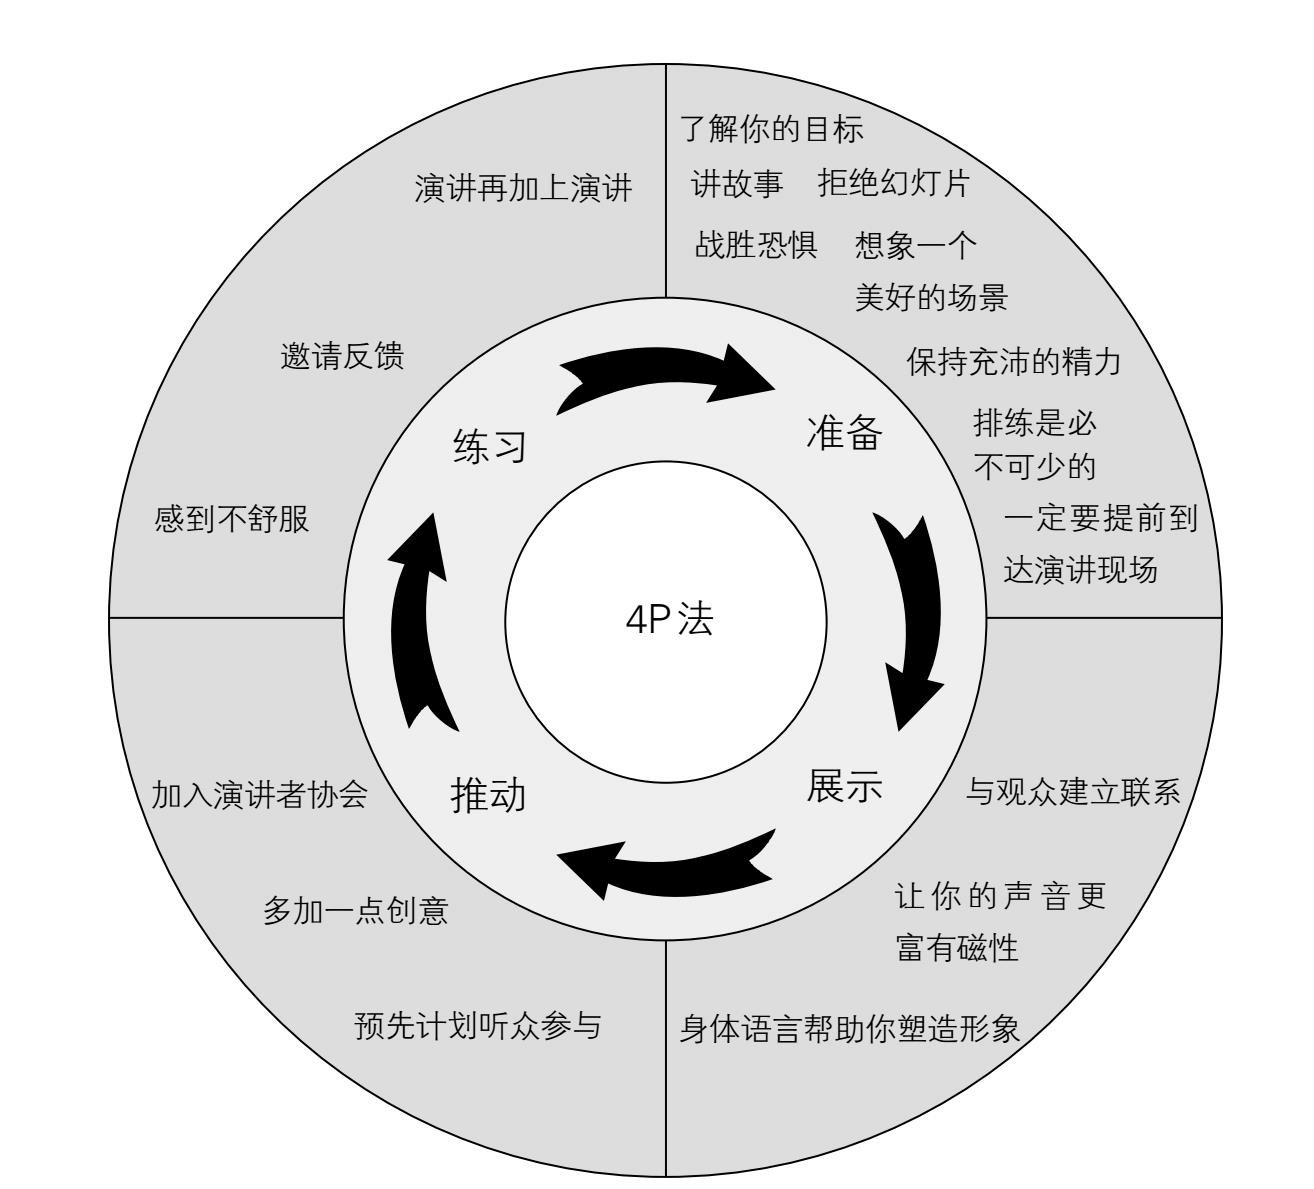 了解你的目标
讲故事 拒绝幻灯片
战胜恐惧 想象一个
美好的场景
保持充沛的精力
排练是必
不可少的
一定要提前到
达演讲现场
准备
与观众建立联系
让你的声音更
富有磁性
身体语言帮助你塑造形象
展示
加入演讲者协会
多加一点创意
预先计划听众参与
推动
演讲再加上演讲
邀请反馈
感到不舒服
练习
4P法